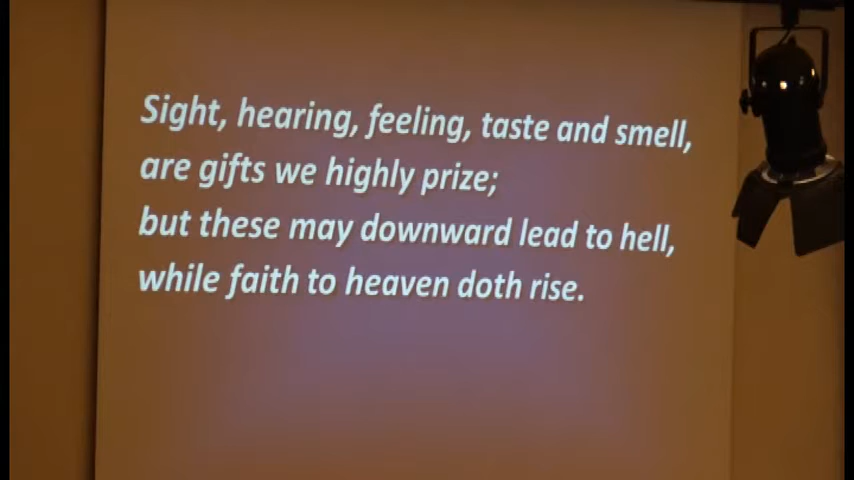 Sight, hearing, feeling, taste and smell,
are gifts we highly prize;
but these may downward lead to hell,
while faith to heaven doth rise.